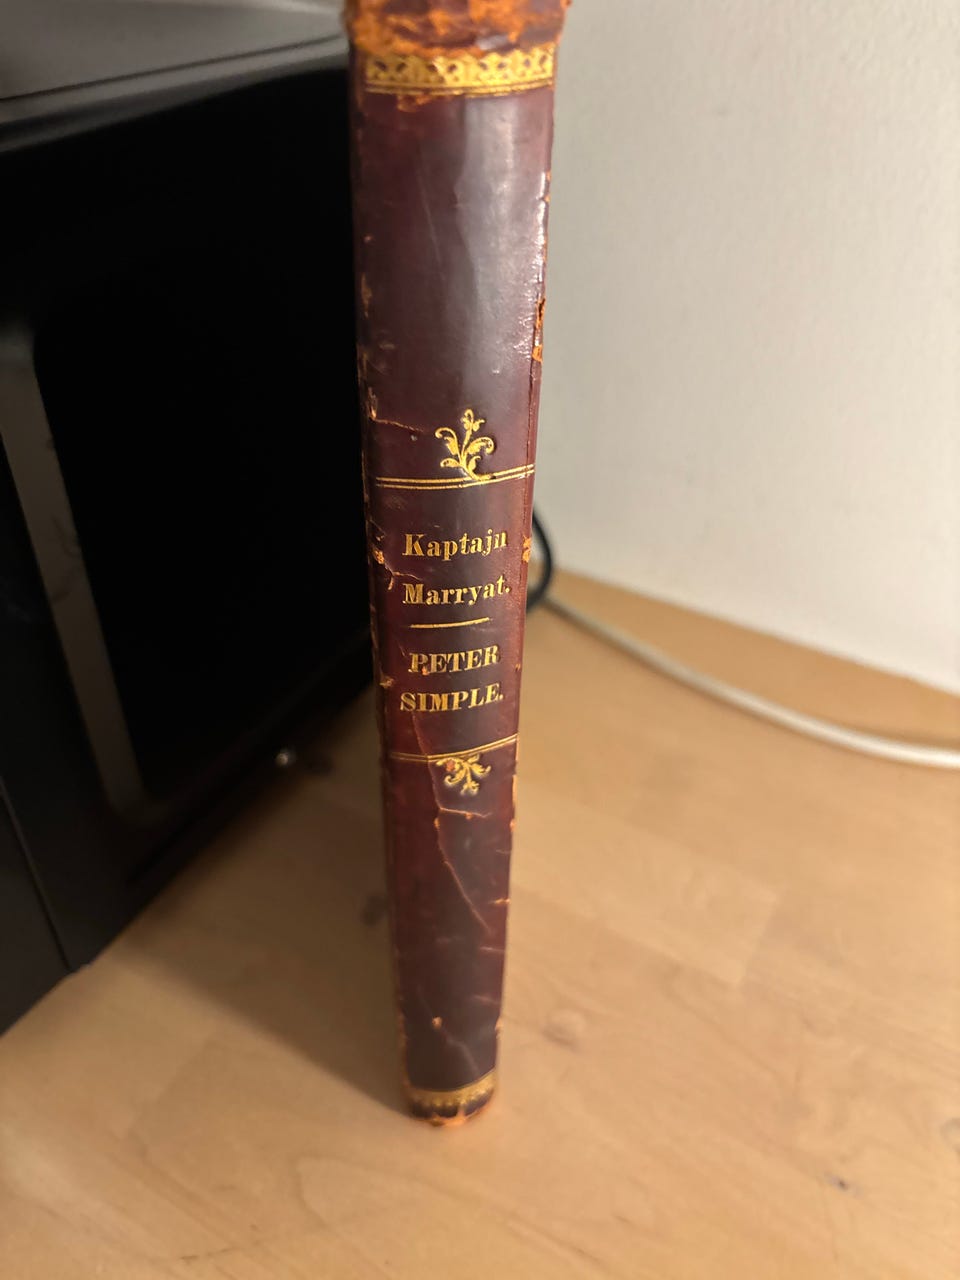 Kaptajn
Marryat.
PETER
SIMPLE.